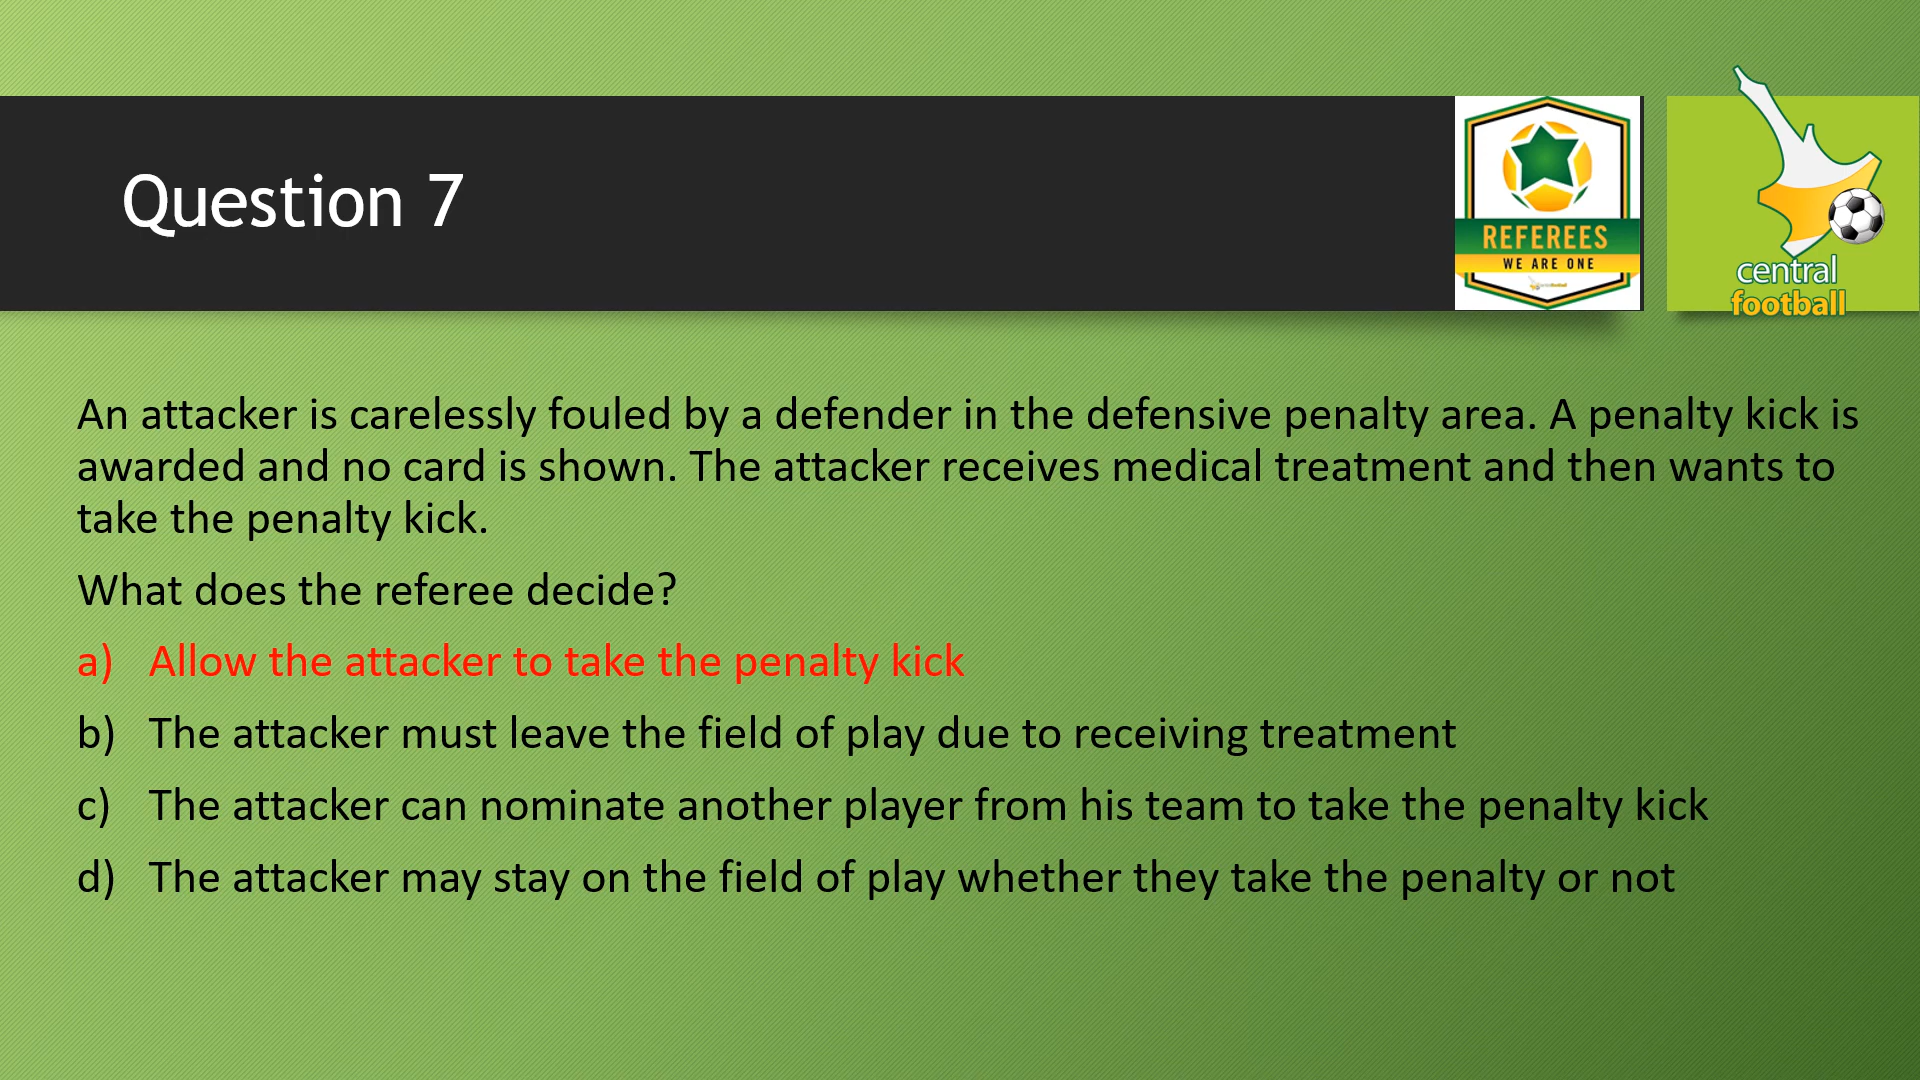 Question 7
REFEREES
WE ARE ONE
central
football
An attacker is carelessly fouled by a defender in the defensive penalty area. A penalty kick is
awarded and no card is shown. The attacker receives medical treatment and then wants to
take the penalty kick.
What does the referee decide?
a) Allow the attacker to take the penalty kick
b) The attacker must leave the field of play due to receiving treatment
c) The attacker can nominate another player from his team to take the penalty kick
d) The attacker may stay on the field of play whether they take the penalty or not